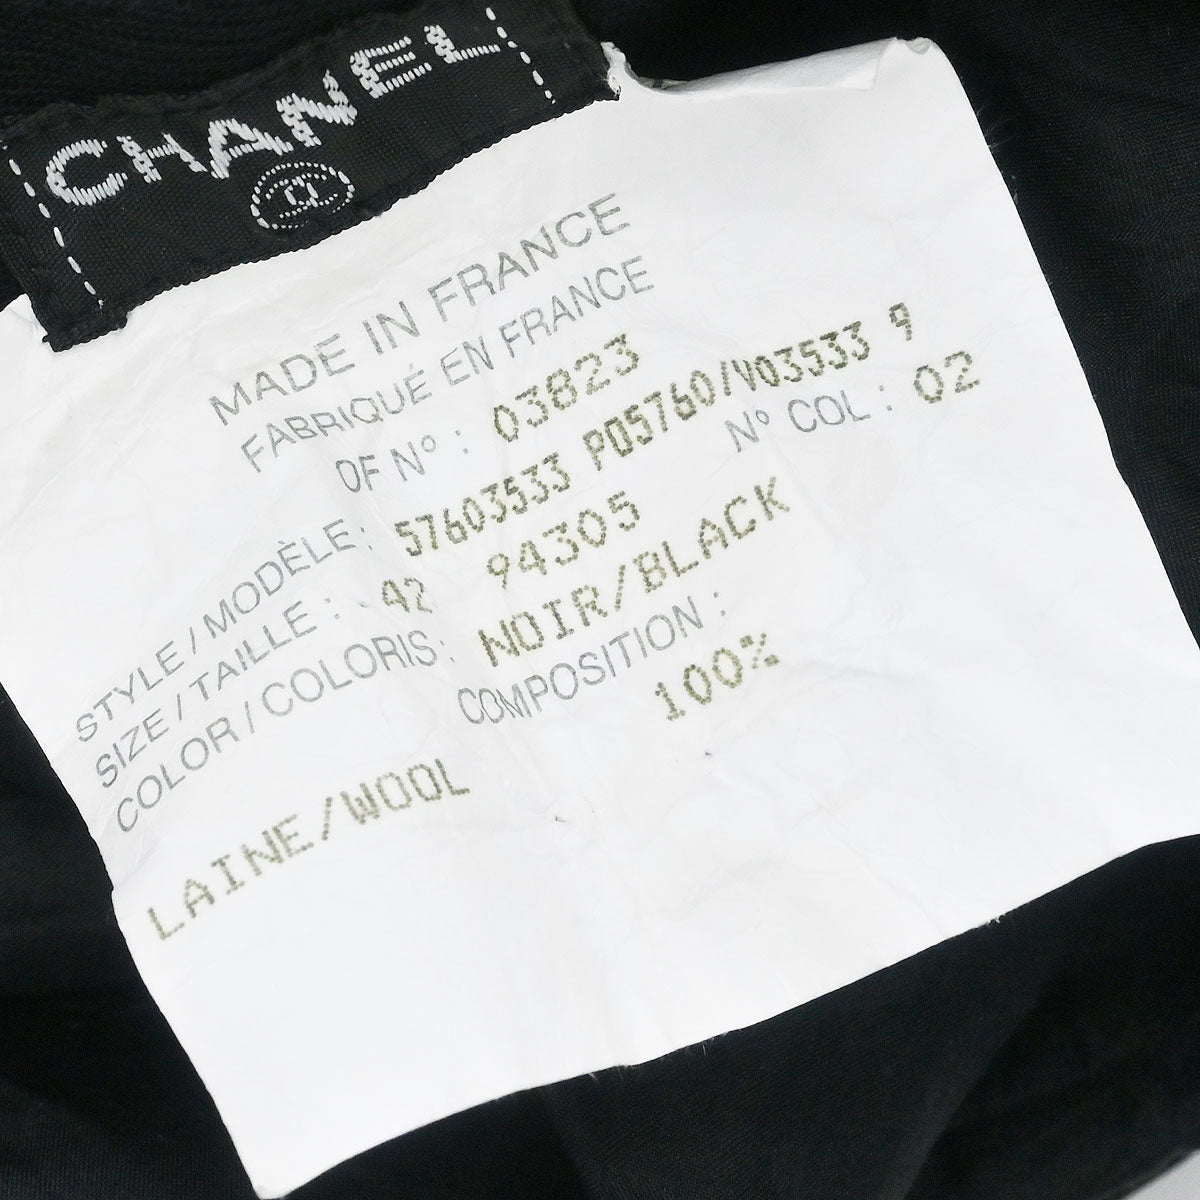 CHANEL
MADE IN FRANCE
FABRIQUÉ EN FRANCE
OF N° : 03823
STYLE / MODÈLE : 57603533 P05760/V03533 9
SIZE / TAILLE : 42 94305 N° COL : 02
COLOR / COLORIS : NOIR/BLACK
COMPOSITION :
LAINE/WOOL 100%